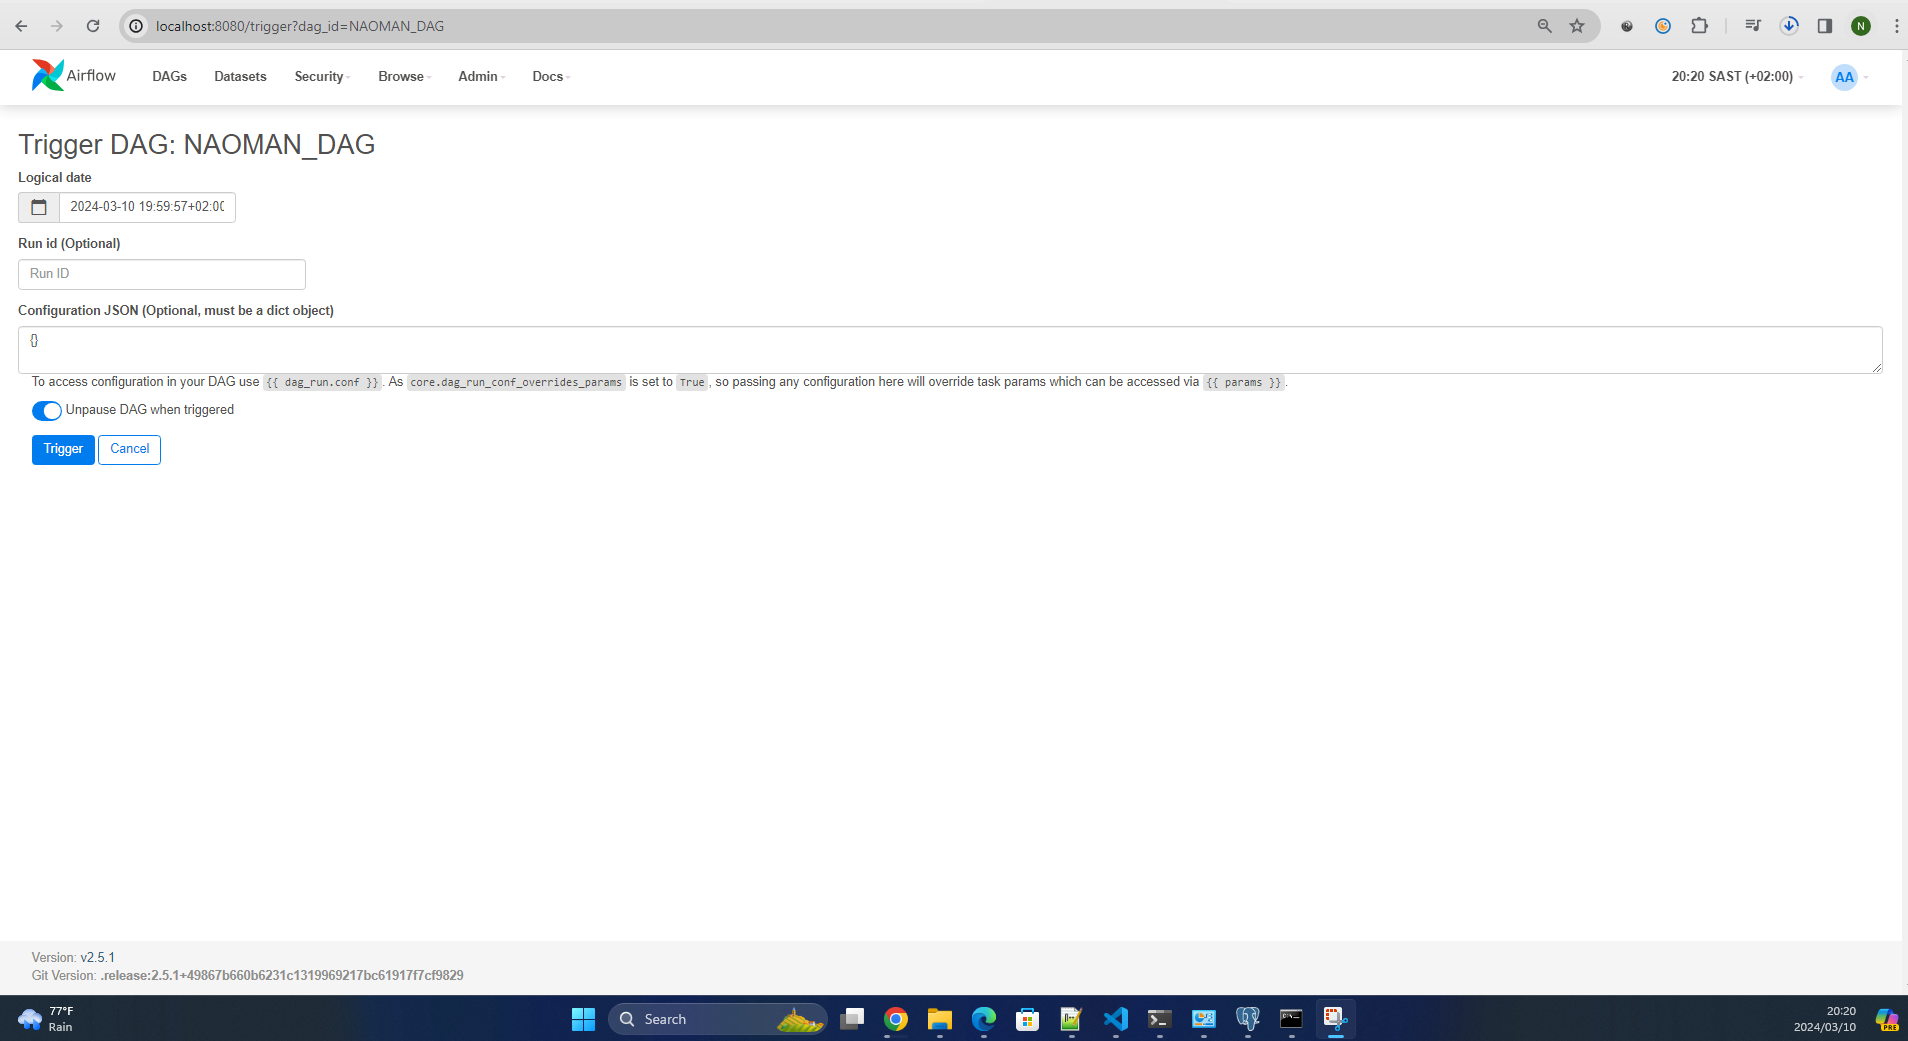 localhost:8080/trigger?dag_id=NAOMAN_DAG
N
Airflow DAGs Datasets Security Browse Admin Docs 20:20 SAST (+02:00) AA
Trigger DAG: NAOMAN_DAG
Logical date
2024-03-10 19:59:57+02:00
Run id (Optional)
Run ID
Configuration JSON (Optional, must be a dict object)
{}
To access configuration in your DAG use {{ dag_run.conf }}. As core.dag_run_conf_overrides_params is set to True, so passing any configuration here will override task params which can be accessed via {{ params }}.
Unpause DAG when triggered
Trigger Cancel
Version: v2.5.1
Git Version: .release:2.5.1+49867b660b6231c1319969217bc61917f7cf9829
77°F
Rain
Search
20:20
2024/03/10
PRE